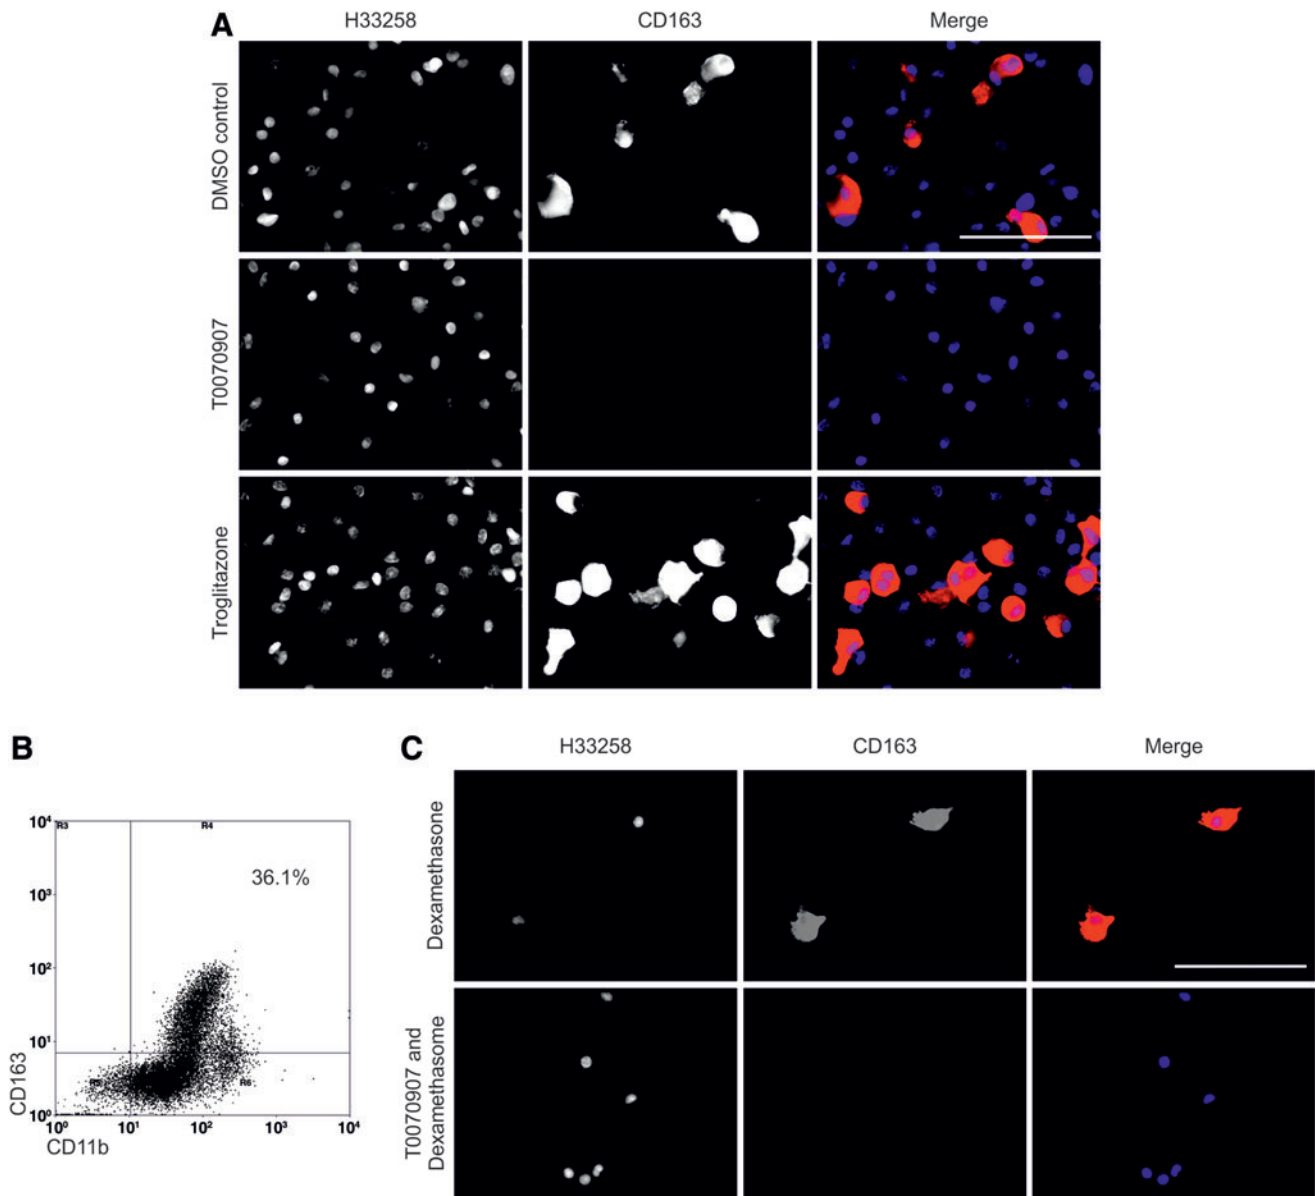 A
H33258
CD163
Merge
DMSO control
T0070907
Troglitazone
B
10⁴
10³
10²
10¹
10⁰
R3
R4
36.1%
R5
R6
CD163
10⁰
10¹
10²
10³
10⁴
CD11b
C
H33258
CD163
Merge
Dexamethasone
T0070907 and
Dexamethasome